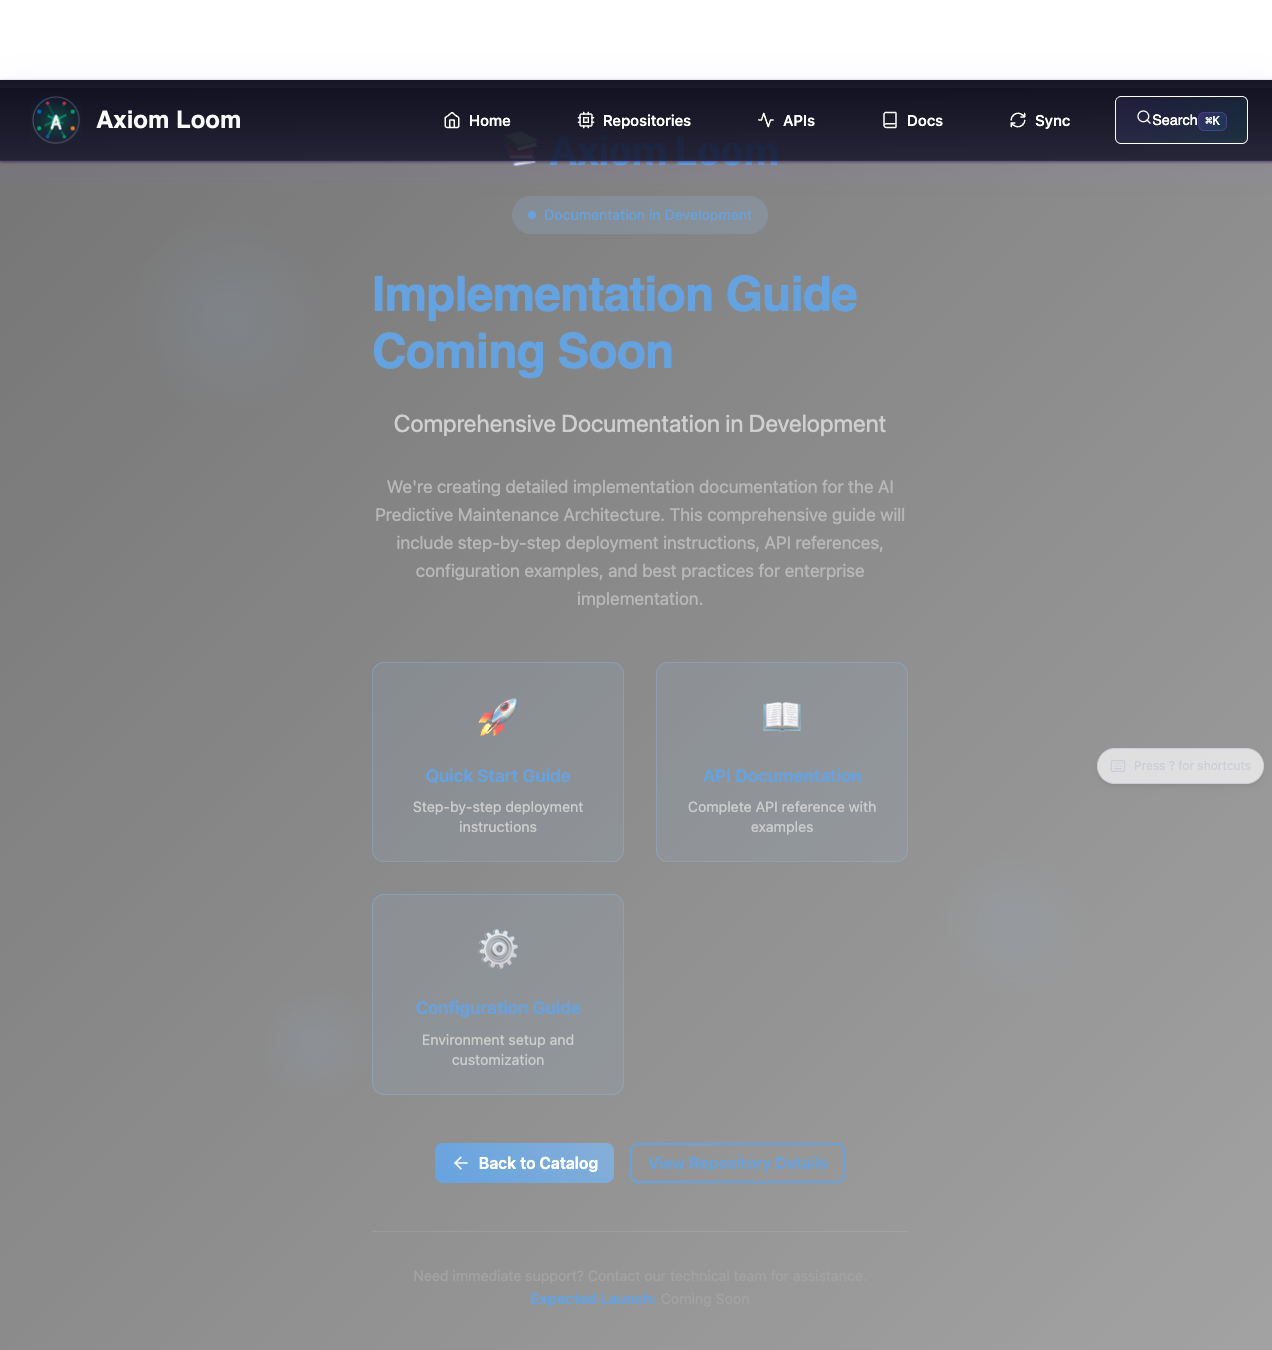 Axiom Loom
Home
Repositories
APIs
Docs
Sync
Search ⌘K
Axiom Loom
Documentation in Development
Implementation Guide
Coming Soon
Comprehensive Documentation in Development
We're creating detailed implementation documentation for the AI
Predictive Maintenance Architecture. This comprehensive guide will
include step-by-step deployment instructions, API references,
configuration examples, and best practices for enterprise
implementation.
Quick Start Guide
Step-by-step deployment
instructions
API Documentation
Complete API reference with
examples
Press ? for shortcuts
Configuration Guide
Environment setup and
customization
Back to Catalog
View Repository Details
Need immediate support? Contact our technical team for assistance.
Expected Launch: Coming Soon